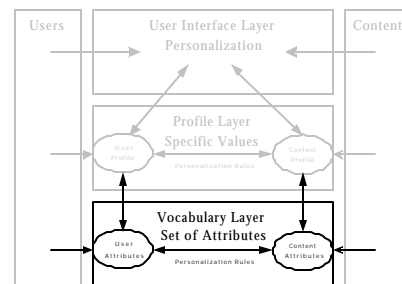 Users
User Interface Layer
Personalization
Content
Profile Layer
Specific Values
User
Profile
Personalization Rules
Content
Profile
Vocabulary Layer
Set of Attributes
User
Attributes
Personalization Rules
Content
Attributes